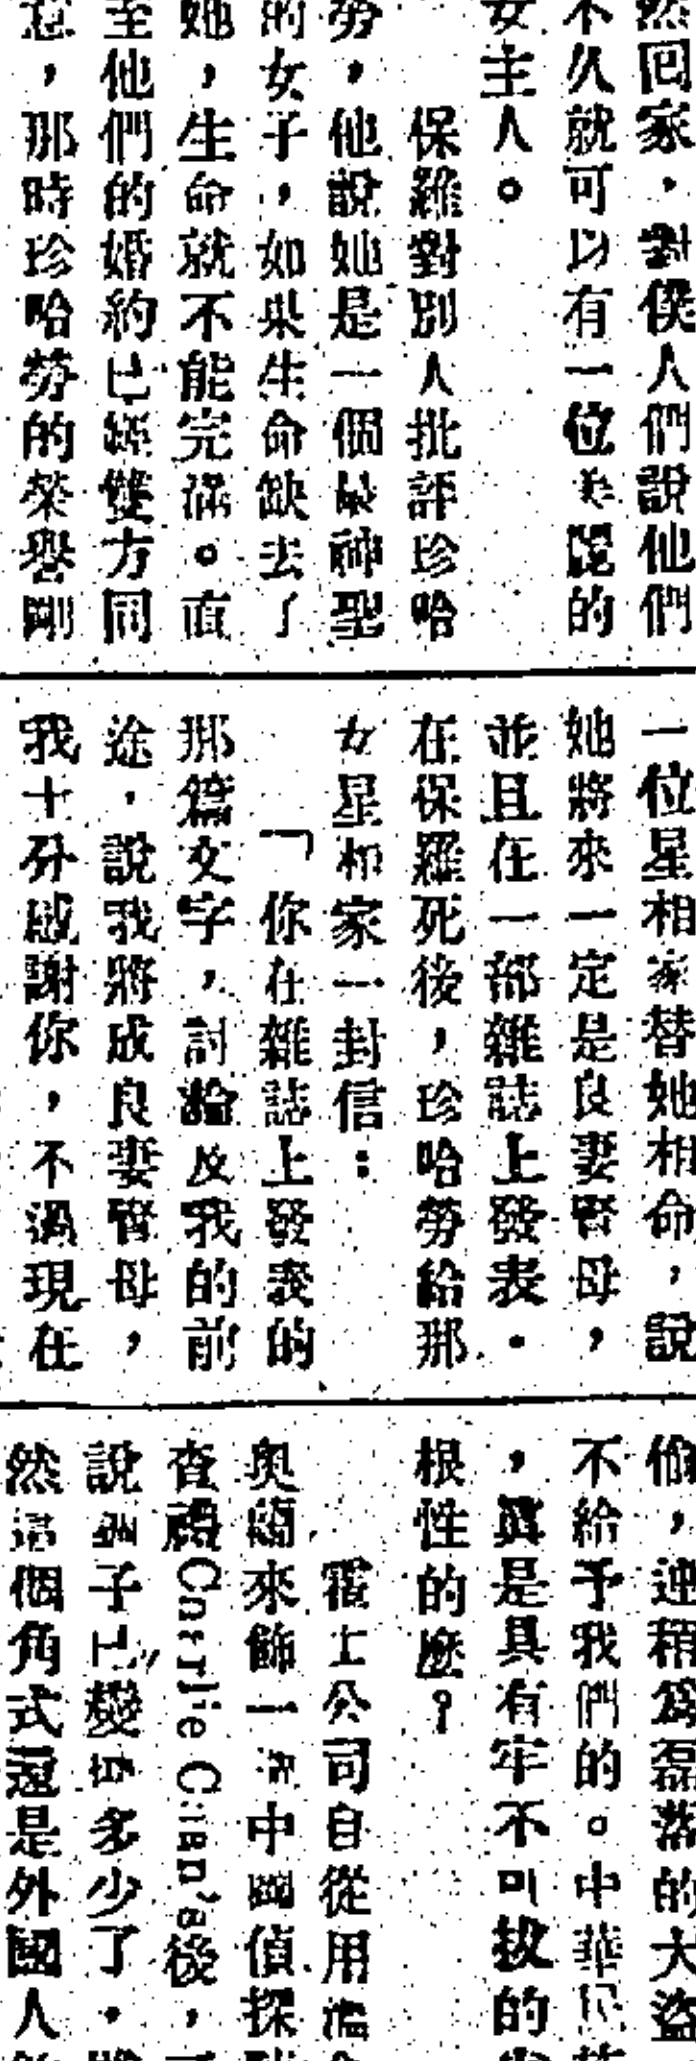 然回家，對僕人們說他們
不久就可以有一位美麗的
女主人。
保羅對別人批評珍哈
勞，他說她是一個最神聖
的女子，如果生命缺去了
她，生命就不能完滿。直
至他們的婚約已經雙方同
意，那時珍哈勞的榮譽剛
一位星相家替她相命，說
她將來一定是良妻賢母，
並且在一部雜誌上發表。
在保羅死後，珍哈勞給那
女星相家一封信：
「你在雜誌上發表的
那篇文字，討論及我的前
途，說我將成良妻賢母，
我十分感謝你，不過現在
偷，連稱為磊落的大盜
不給予我們的。中華民族
，真是具有牢不可拔的
根性的麼？
霍士公司自從用溫
奧蘭來飾一 中國偵探
查禮Charlie Chan's後，
說 子已變好多少了。雖
然這個角式還是外國人